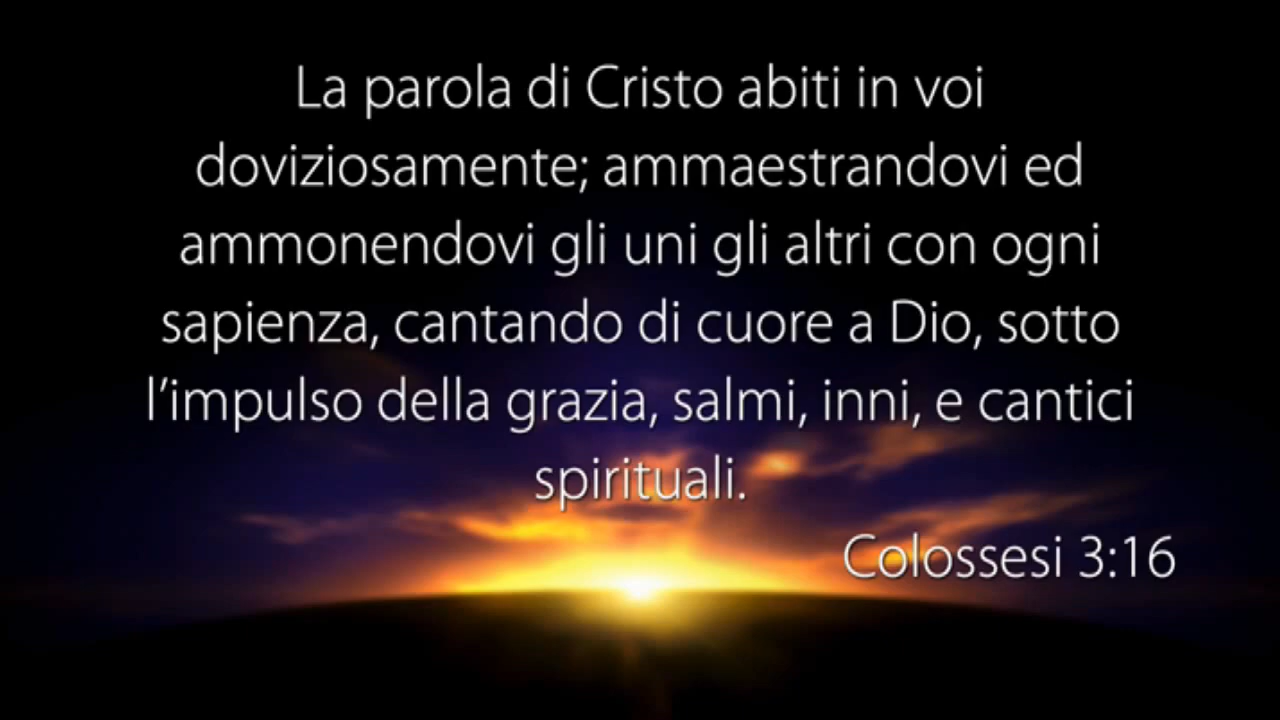 La parola di Cristo abiti in voi
doviziosamente; ammaestrandovi ed
ammonendovi gli uni gli altri con ogni
sapienza, cantando di cuore a Dio, sotto
l’impulso della grazia, salmi, inni, e cantici
spirituali.
Colossesi 3:16